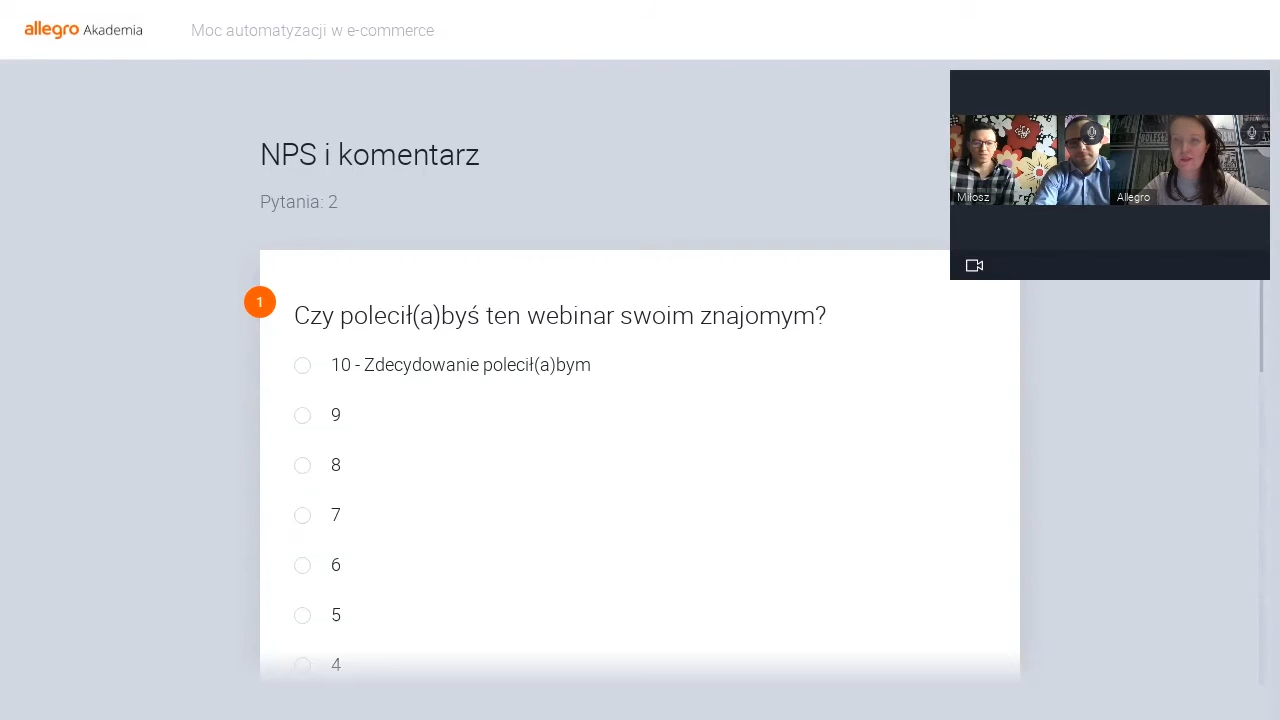 allegro Akademia
Moc automatyzacji w e-commerce
NPS i komentarz
Pytania: 2
Miłosz
Allegro
1
Czy polecił(a)byś ten webinar swoim znajomym?
10 - Zdecydowanie polecił(a)bym
9
8
7
6
5
4